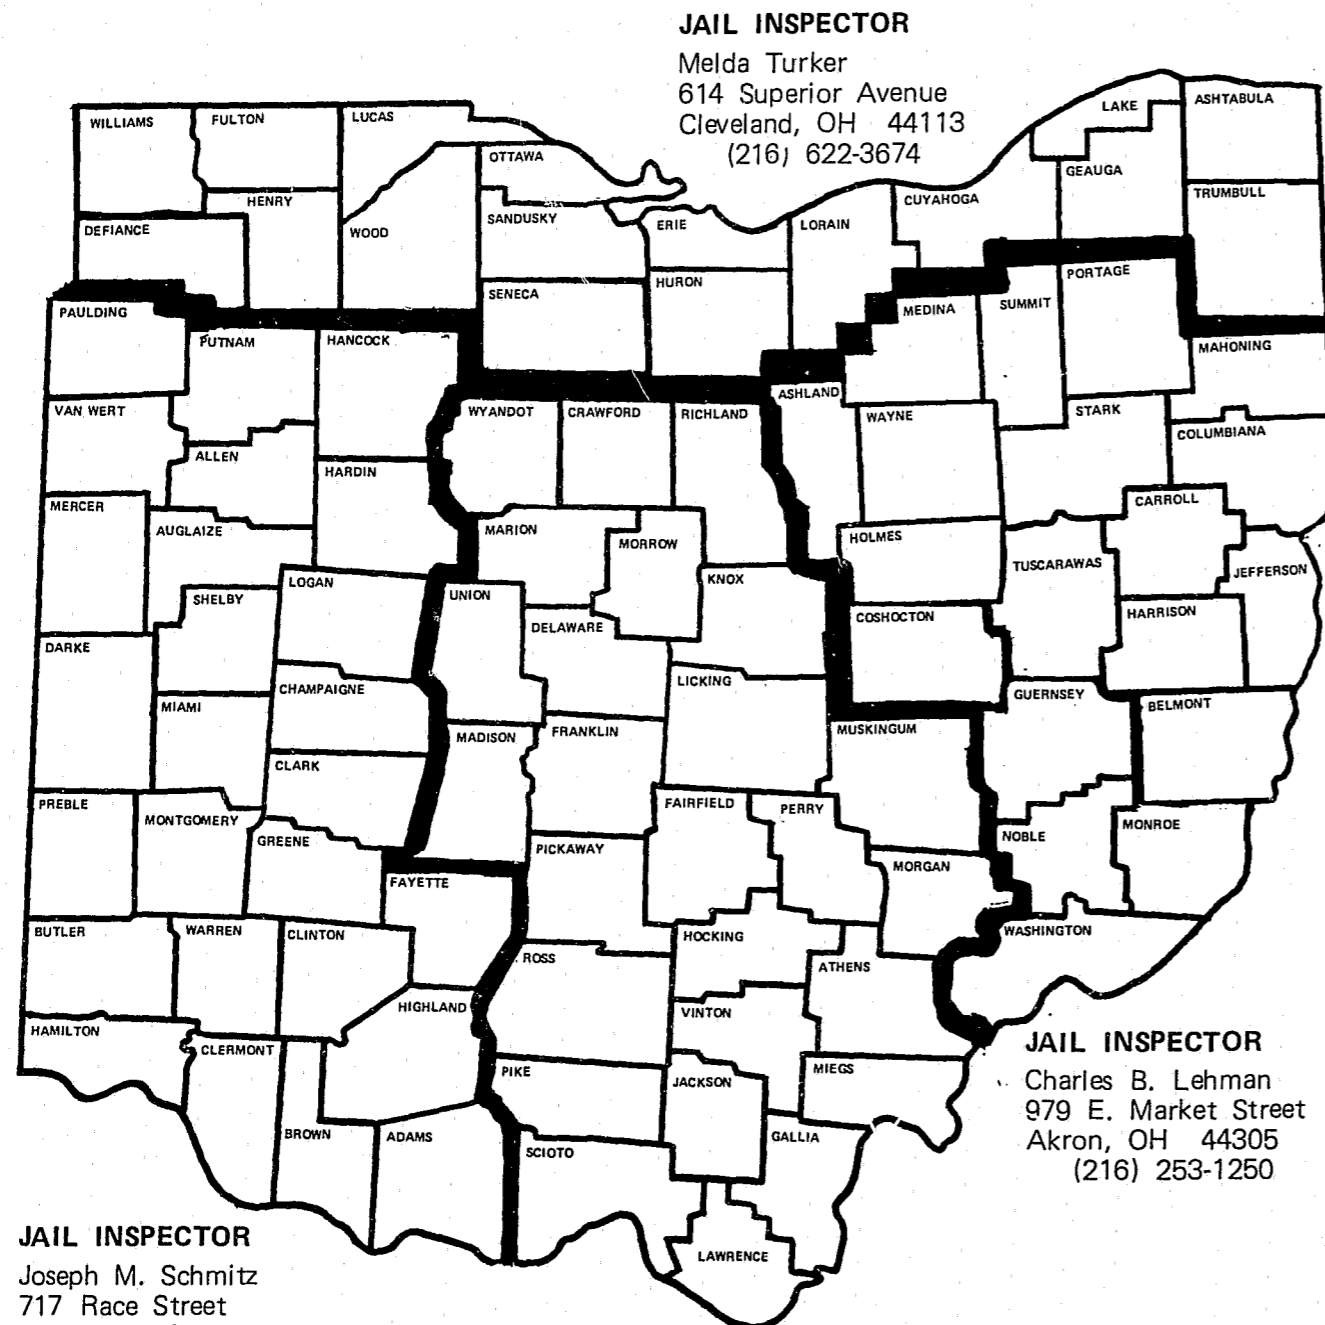 JAIL INSPECTOR
Melda Turker
614 Superior Avenue
Cleveland, OH 44113
(216) 622-3674
WILLIAMS
FULTON
LUCAS
LAKE
ASHTABULA
OTTAWA
GEAUGA
HENRY
CUYAHOGA
TRUMBULL
DEFIANCE
WOOD
SANDUSKY
ERIE
LORAIN
PAULDING
SENECA
HURON
PORTAGE
MEDINA
SUMMIT
PUTNAM
HANCOCK
MAHONING
VAN WERT
WYANDOT
CRAWFORD
RICHLAND
ASHLAND
WAYNE
STARK
COLUMBIANA
ALLEN
HARDIN
MERCER
CARROLL
AUGLAIZE
MARION
MORROW
HOLMES
TUSCARAWAS
JEFFERSON
LOGAN
KNOX
SHELBY
UNION
DELAWARE
COSHOCTON
HARRISON
DARKE
LICKING
CHAMPAIGNE
GUERNSEY
MIAMI
BELMONT
MADISON
FRANKLIN
MUSKINGUM
CLARK
PREBLE
MONTGOMERY
FAIRFIELD
PERRY
GREENE
PICKAWAY
NOBLE
MONROE
FAYETTE
MORGAN
BUTLER
WARREN
CLINTON
HOCKING
WASHINGTON
ROSS
ATHENS
HIGHLAND
VINTON
HAMILTON
CLERMONT
PIKE
JACKSON
MIEGS
JAIL INSPECTOR
Charles B. Lehman
979 E. Market Street
Akron, OH 44305
(216) 253-1250
BROWN
ADAMS
SCIOTO
GALLIA
LAWRENCE
JAIL INSPECTOR
Joseph M. Schmitz
717 Race Street